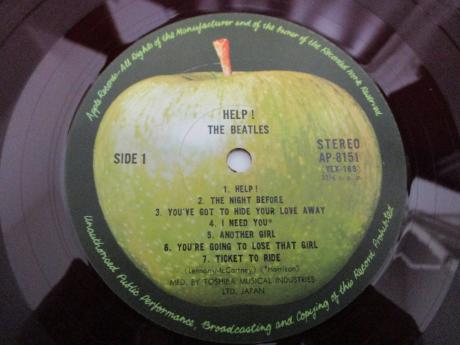 Apple Records-All Rights of the Manufacturer and of the Owner of the Recorded Work Reserved
HELP!
THE BEATLES
SIDE 1
STEREO
AP-8151
(YEX-168)
33⅓ r.p.m.
1. HELP!
2. THE NIGHT BEFORE
3. YOU'VE GOT TO HIDE YOUR LOVE AWAY
4. I NEED YOU*
5. ANOTHER GIRL
6. YOU'RE GOING TO LOSE THAT GIRL
7. TICKET TO RIDE
(Lennon-McCartney) (*Harrison)
MFD. BY TOSHIBA MUSICAL INDUSTRIES
LTD. JAPAN
Unauthorised Public Performance, Broadcasting and Copying of this Record Prohibited